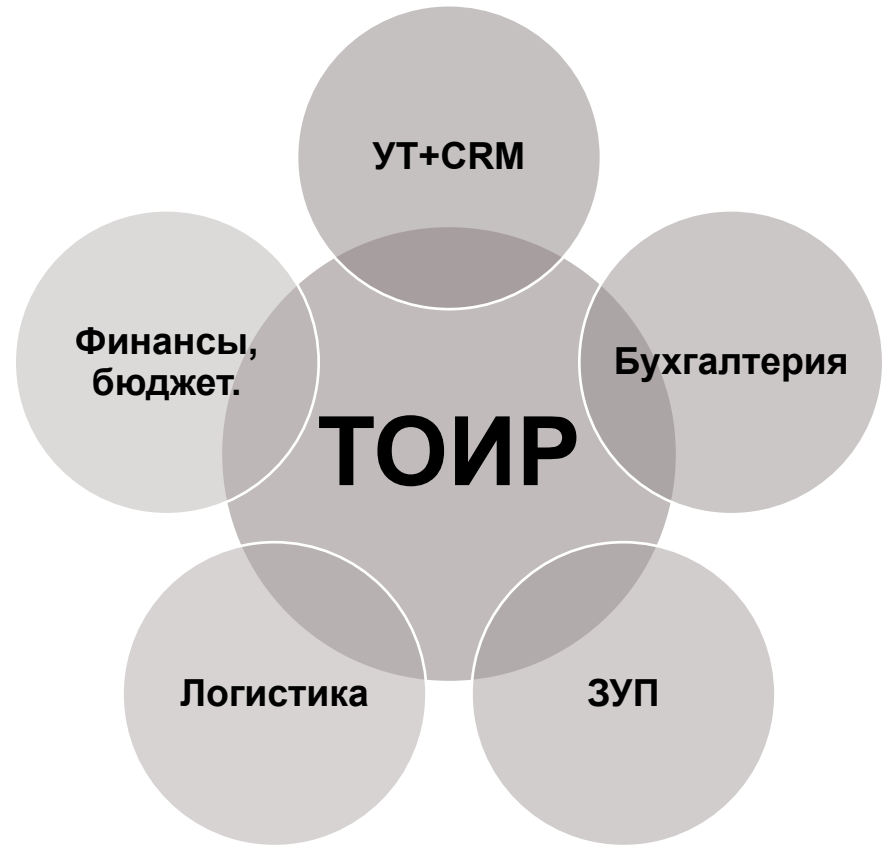 УТ+CRM
Финансы,
бюджет.
Бухгалтерия
ТОИР
Логистика
ЗУП